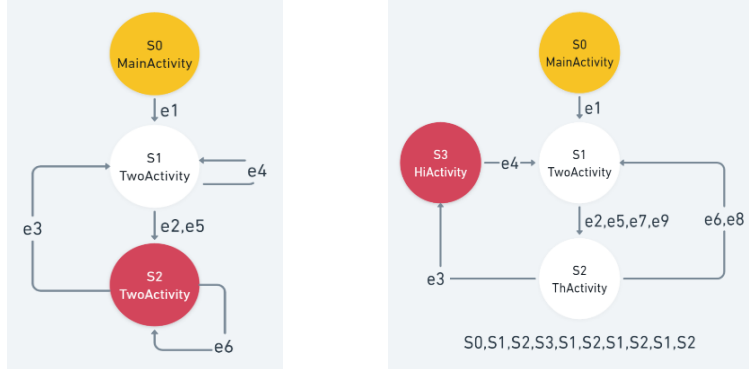 S0
MainActivity
e1
S1
TwoActivity
e4
e3
e2,e5
S2
TwoActivity
e6
S0
MainActivity
e1
S3
HiActivity
e4
S1
TwoActivity
e2,e5,e7,e9
e6,e8
e3
S2
ThActivity
S0,S1,S2,S3,S1,S2,S1,S2,S1,S2